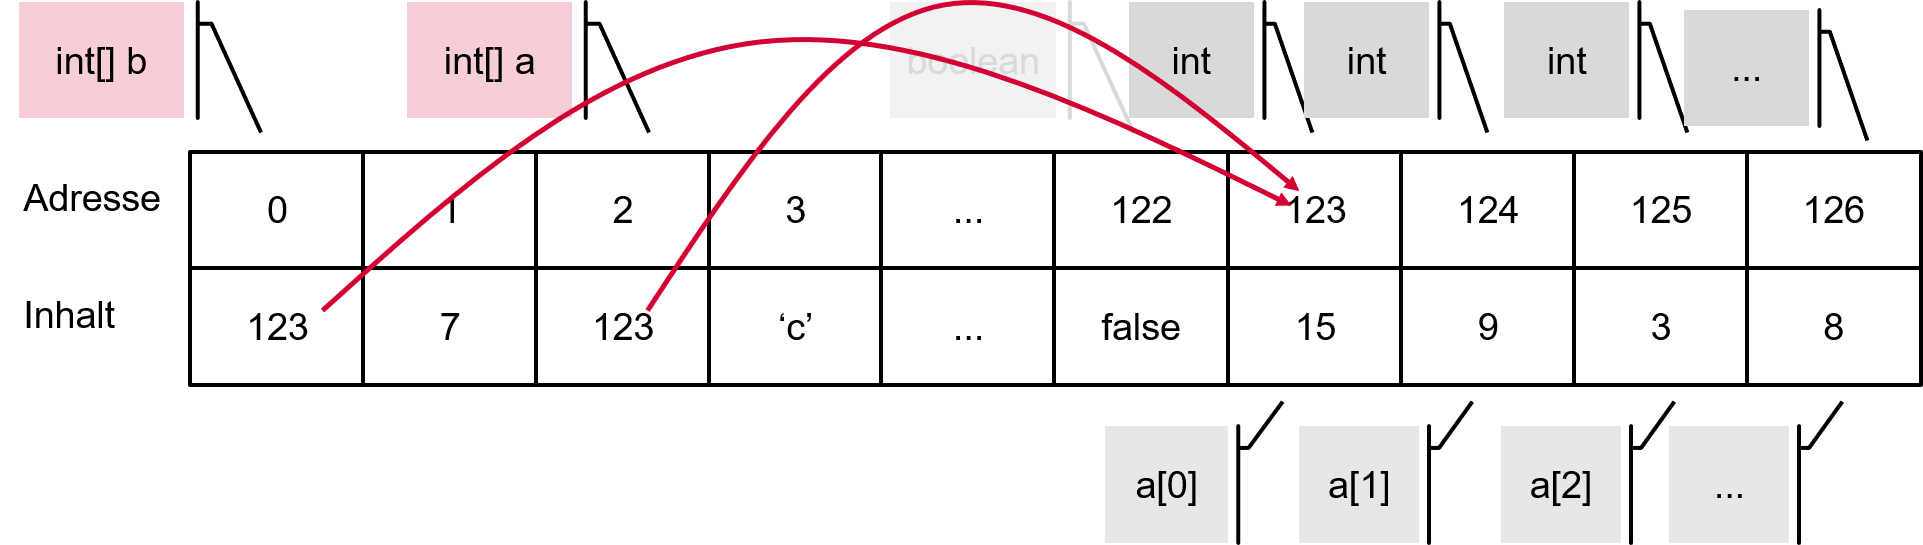 int[] b int[] a boolean int int int ...
Adresse 0 1 2 3 ... 122 123 124 125 126
Inhalt 123 7 123 ‘c’ ... false 15 9 3 8
a[0] a[1] a[2] ...